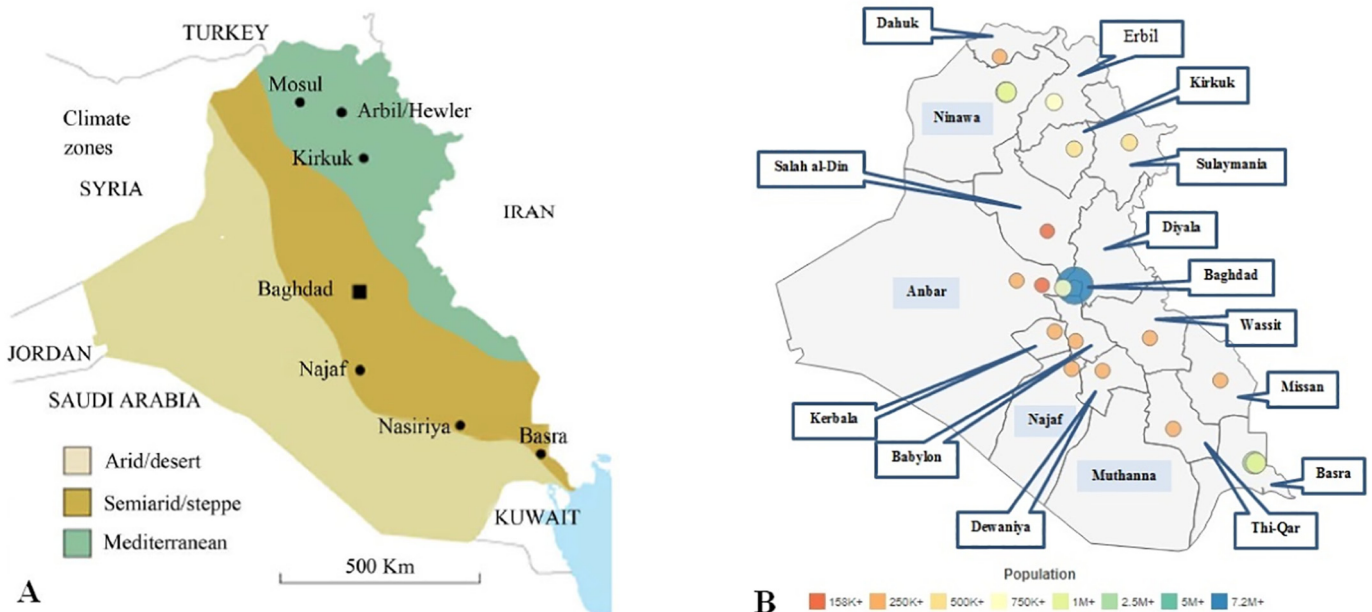 TURKEY
Mosul
Arbil/Hewler
Climate
zones
Kirkuk
SYRIA
IRAN
Baghdad
JORDAN
Najaf
SAUDI ARABIA
Nasiriya
Basra
Arid/desert
Semiarid/steppe
KUWAIT
Mediterranean
500 Km
A
Dahuk
Erbil
Kirkuk
Ninawa
Salah al-Din
Sulaymania
Diyala
Baghdad
Anbar
Wassit
Missan
Kerbala
Najaf
Babylon
Muthanna
Basra
Dewaniya
Thi-Qar
Population
B
158K+ 250K+ 500K+ 750K+ 1M+ 2.5M+ 5M+ 7.2M+